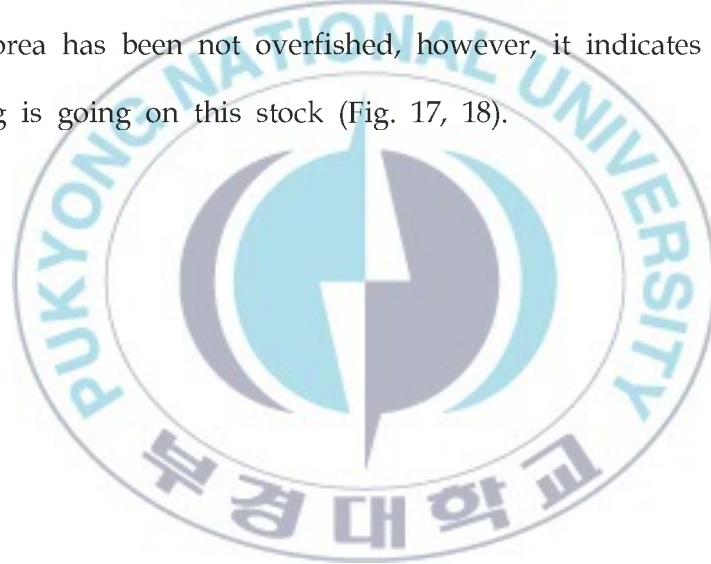 orea has been not overfished, however, it indicates
g is going on this stock (Fig. 17, 18).
PUKYONG NATIONAL UNIVERSITY
부경대학교